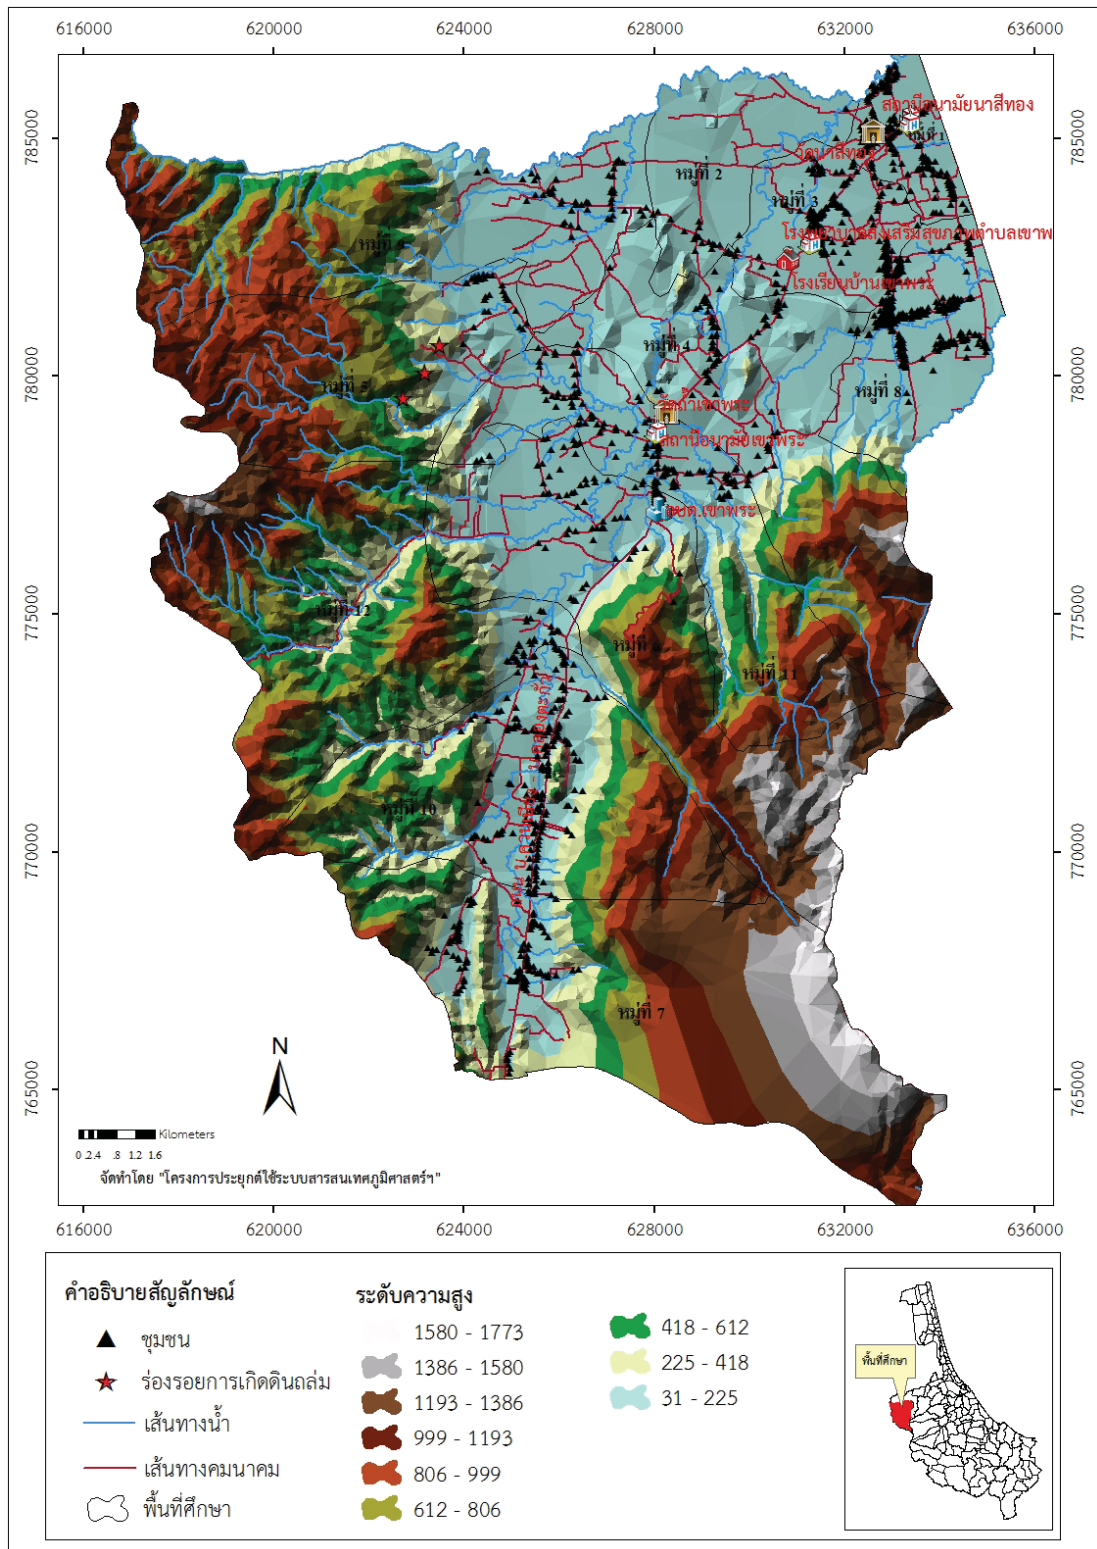 616000 620000 624000 628000 632000 636000
785000
780000
775000
770000
765000
785000
780000
775000
770000
765000
สถานีอนามัยนาสีทอง
หมู่ที่ 1
วัดนาสีทอง
หมู่ที่ 2
หมู่ที่ 3
โรงพยาบาลส่งเสริมสุขภาพตำบลเขาพ
โรงเรียนบ้านเขาพระ
หมู่ที่ 9
หมู่ที่ 4
หมู่ที่ 5
หมู่ที่ 8
วัดถ้ำเขาพระ
สถานีอนามัยเขาพระ
อบต.เขาพระ
หมู่ที่ 12
หมู่ที่ 6
หมู่ที่ 11
หมู่ที่ 10
หมู่ที่ 7
N
Kilometers
0 .2.4 .8 1.2 1.6
จัดทำโดย "โครงการประยุกต์ใช้ระบบสารสนเทศภูมิศาสตร์ฯ"
616000 620000 624000 628000 632000 636000
คำอธิบายสัญลักษณ์
ชุมชน
ร่องรอยการเกิดดินถล่ม
เส้นทางน้ำ
เส้นทางคมนาคม
พื้นที่ศึกษา
ระดับความสูง
1580 - 1773
1386 - 1580
1193 - 1386
999 - 1193
806 - 999
612 - 806
418 - 612
225 - 418
31 - 225
พื้นที่ศึกษา